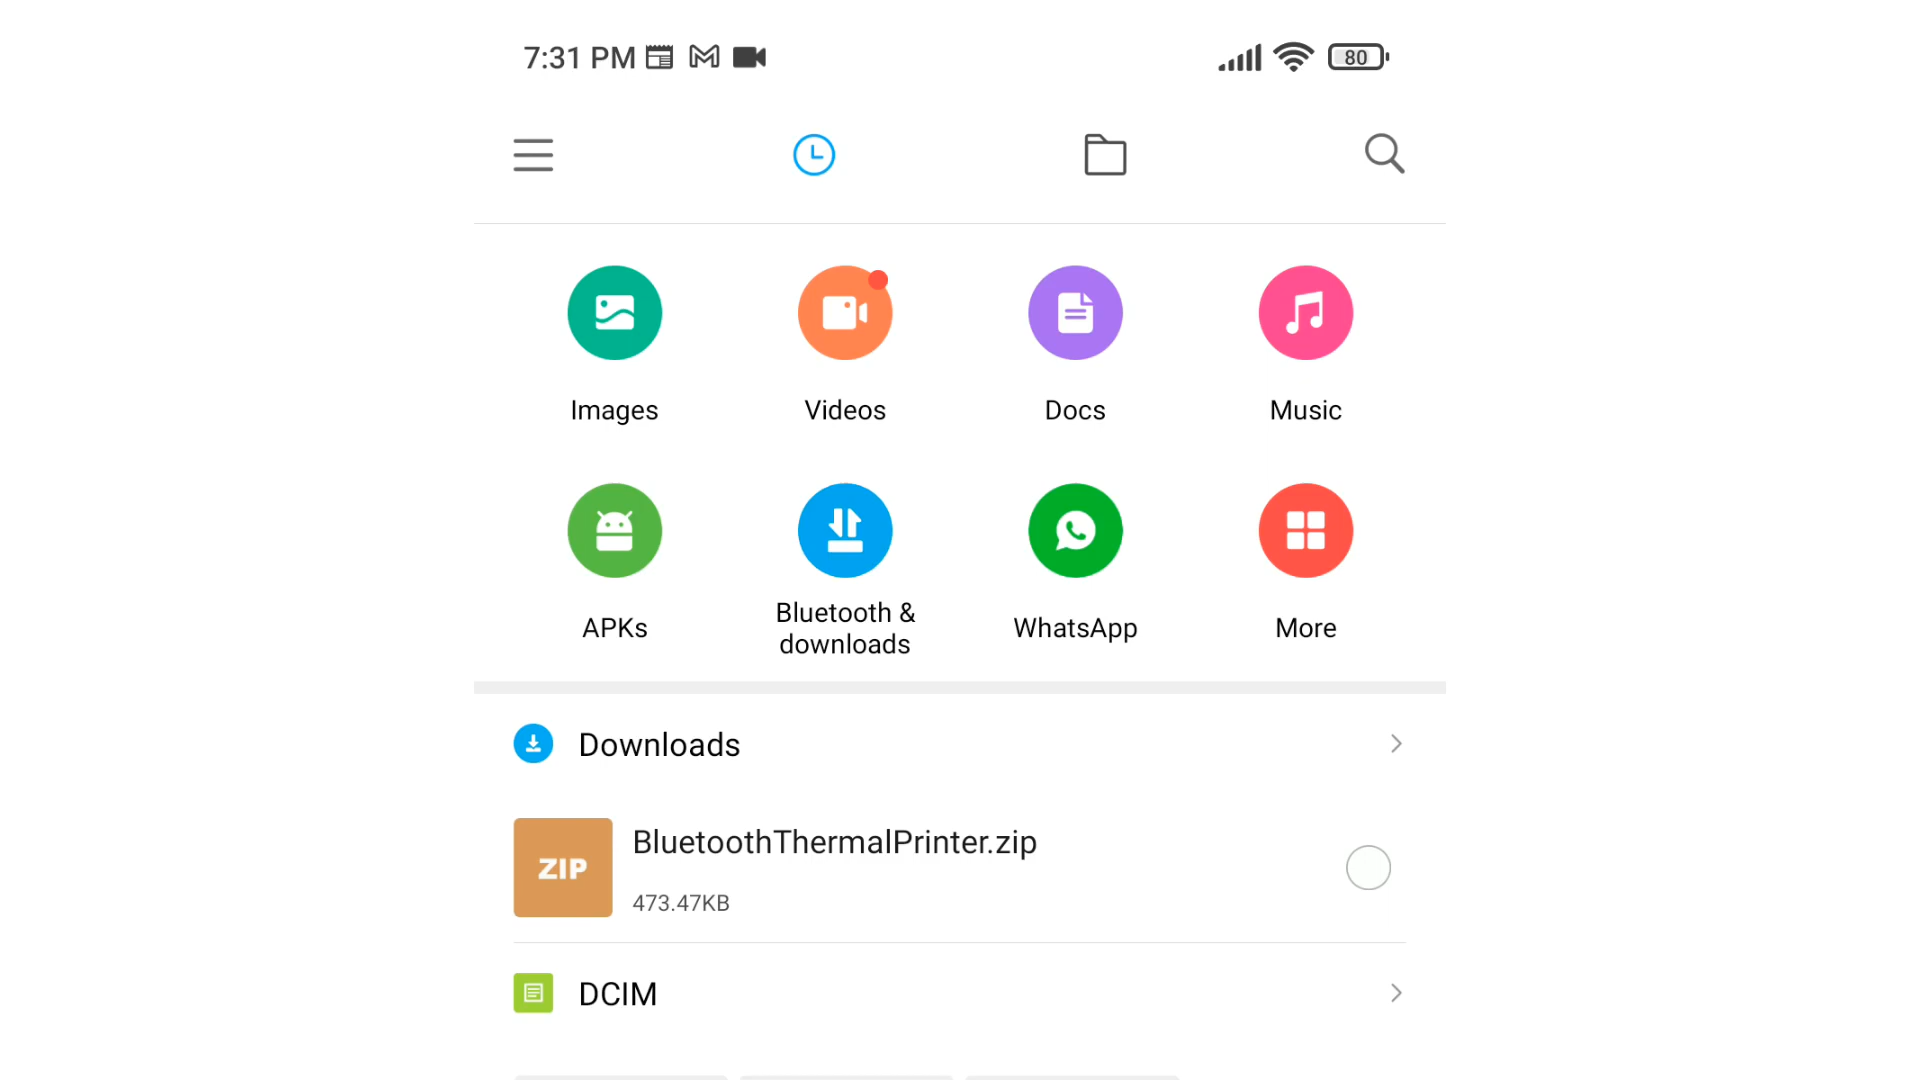 7:31 PM
80
Images
Videos
Docs
Music
APKs
Bluetooth &
downloads
WhatsApp
More
Downloads
ZIP
BluetoothThermalPrinter.zip
473.47KB
DCIM